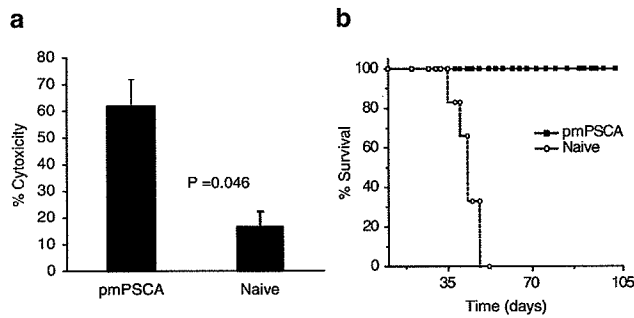 a
% Cytoxicity
80
70
60
50
40
30
20
10
0
P =0.046
pmPSCA
Naive
b
% Survival
100
80
60
40
20
0
pmPSCA
Naive
35
70
105
Time (days)